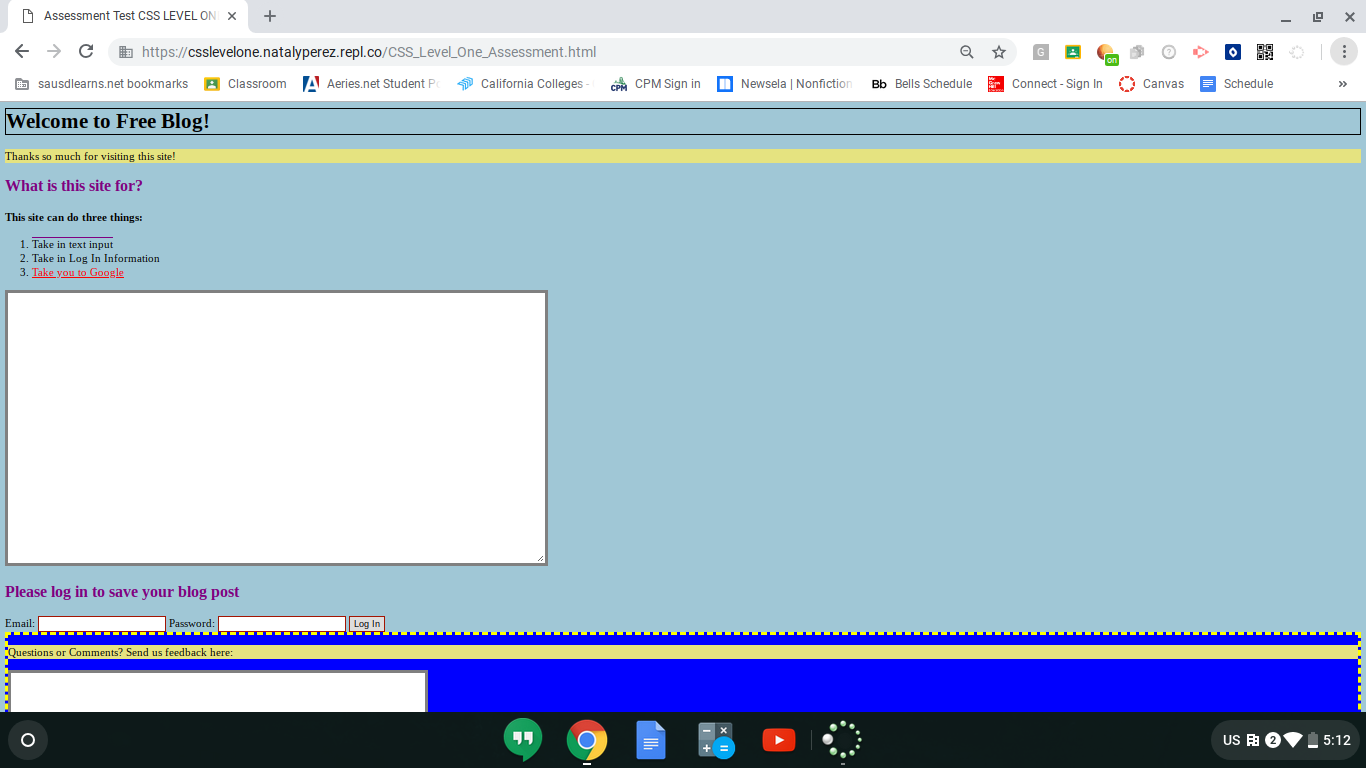 Assessment Test CSS LEVEL ON
https://csslevelone.natalyperez.repl.co/CSS_Level_One_Assessment.html
G
on
sausdlearns.net bookmarks
Classroom
Aeries.net Student P
California Colleges -
CPM
CPM Sign in
Newsela | Nonfiction
Bb
Bells Schedule
Connect - Sign In
Canvas
Schedule
Welcome to Free Blog!
Thanks so much for visiting this site!
What is this site for?
This site can do three things:
1. Take in text input
2. Take in Log In Information
3. Take you to Google
Please log in to save your blog post
Email: Password: Log In
Questions or Comments? Send us feedback here:
US 2 5:12